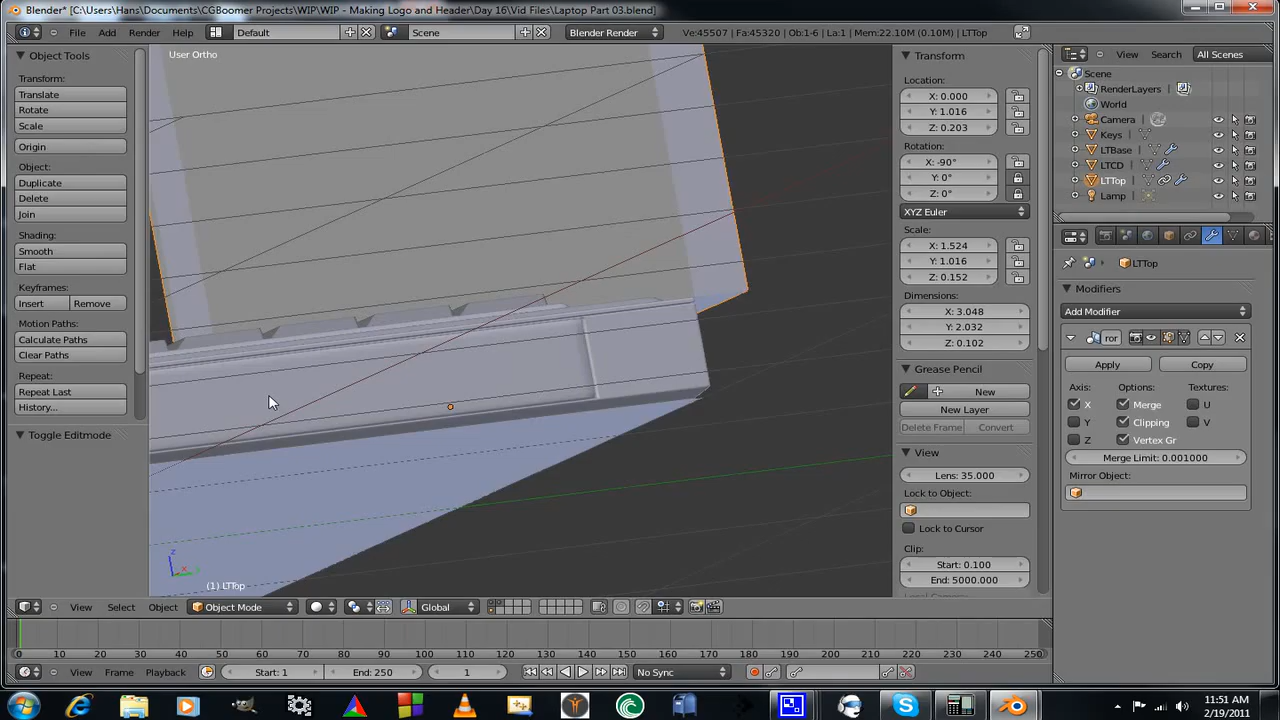 Blender* [C:\Users\Hans\Documents\CGBoomer Projects\WIP\WIP - Making Logo and Header\Day 16\Vid Files\Laptop Part 03.blend]
File Add Render Help Default Scene Blender Render Ve:45507 | Fa:45320 | Ob:1-6 | La:1 | Mem:22.10M (0.10M) | LTTop
Object Tools
Transform:
Translate
Rotate
Scale
Origin
Object:
Duplicate
Delete
Join
Shading:
Smooth
Flat
Keyframes:
Insert Remove
Motion Paths:
Calculate Paths
Clear Paths
Repeat:
Repeat Last
History...
Toggle Editmode
User Ortho
z
x
(1) LTTop
Transform
Location:
X: 0.000
Y: 1.016
Z: 0.203
Rotation:
X: -90°
Y: 0°
Z: 0°
XYZ Euler
Scale:
X: 1.524
Y: 1.016
Z: 0.152
Dimensions:
X: 3.048
Y: 2.032
Z: 0.102
Grease Pencil
New
New Layer
Delete Frame Convert
View
Lens: 35.000
Lock to Object:
Lock to Cursor
Clip:
Start: 0.100
End: 5000.000
View Search All Scenes
Scene
RenderLayers
World
Camera
Keys
LTBase
LTCD
LTTop
Lamp
LTTop
Modifiers
Add Modifier
ror
Apply Copy
Axis: Options: Textures:
X Merge U
Y Clipping V
Z Vertex Gr
Merge Limit: 0.001000
Mirror Object:
View Select Object Object Mode Global
0 10 20 30 40 50 60 70 80 90 100 110 120 130 140 150 160 170 180 190 200 210 220 230 240 250
View Frame Playback Start: 1 End: 250 1 No Sync
11:51 AM
2/19/2011